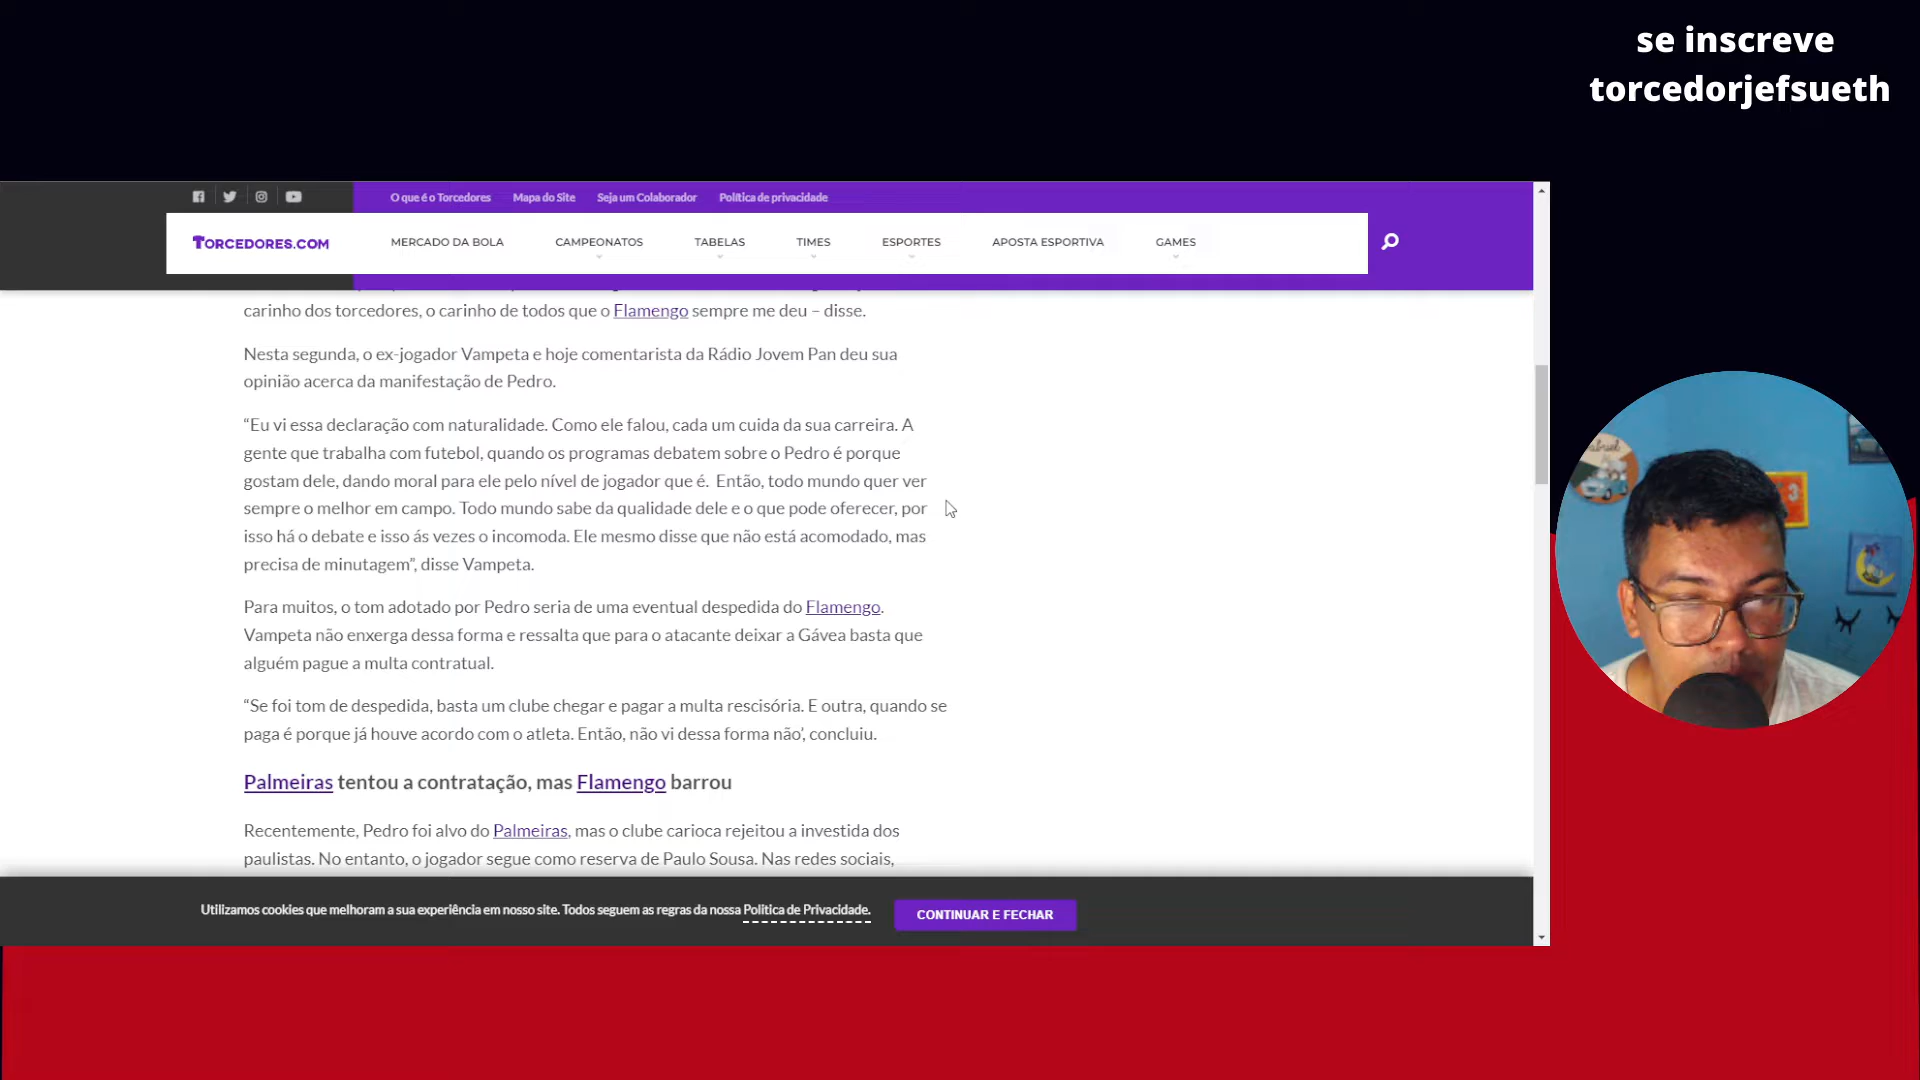 se inscreve
torcedorjefsueth
O que é o Torcedores Mapa do Site Seja um Colaborador Política de privacidade
TORCEDORES.COM MERCADO DA BOLA CAMPEONATOS TABELAS TIMES ESPORTES APOSTA ESPORTIVA GAMES
carinho dos torcedores, o carinho de todos que o Flamengo sempre me deu – disse.
Nesta segunda, o ex-jogador Vampeta e hoje comentarista da Rádio Jovem Pan deu sua
opinião acerca da manifestação de Pedro.
“Eu vi essa declaração com naturalidade. Como ele falou, cada um cuida da sua carreira. A
gente que trabalha com futebol, quando os programas debatem sobre o Pedro é porque
gostam dele, dando moral para ele pelo nível de jogador que é. Então, todo mundo quer ver
sempre o melhor em campo. Todo mundo sabe da qualidade dele e o que pode oferecer, por
isso há o debate e isso ás vezes o incomoda. Ele mesmo disse que não está acomodado, mas
precisa de minutagem”, disse Vampeta.
Para muitos, o tom adotado por Pedro seria de uma eventual despedida do Flamengo.
Vampeta não enxerga dessa forma e ressalta que para o atacante deixar a Gávea basta que
alguém pague a multa contratual.
“Se foi tom de despedida, basta um clube chegar e pagar a multa rescisória. E outra, quando se
paga é porque já houve acordo com o atleta. Então, não vi dessa forma não’, concluiu.
Palmeiras tentou a contratação, mas Flamengo barrou
Recentemente, Pedro foi alvo do Palmeiras, mas o clube carioca rejeitou a investida dos
paulistas. No entanto, o jogador segue como reserva de Paulo Sousa. Nas redes sociais,
Utilizamos cookies que melhoram a sua experiência em nosso site. Todos seguem as regras da nossa Política de Privacidade.
CONTINUAR E FECHAR